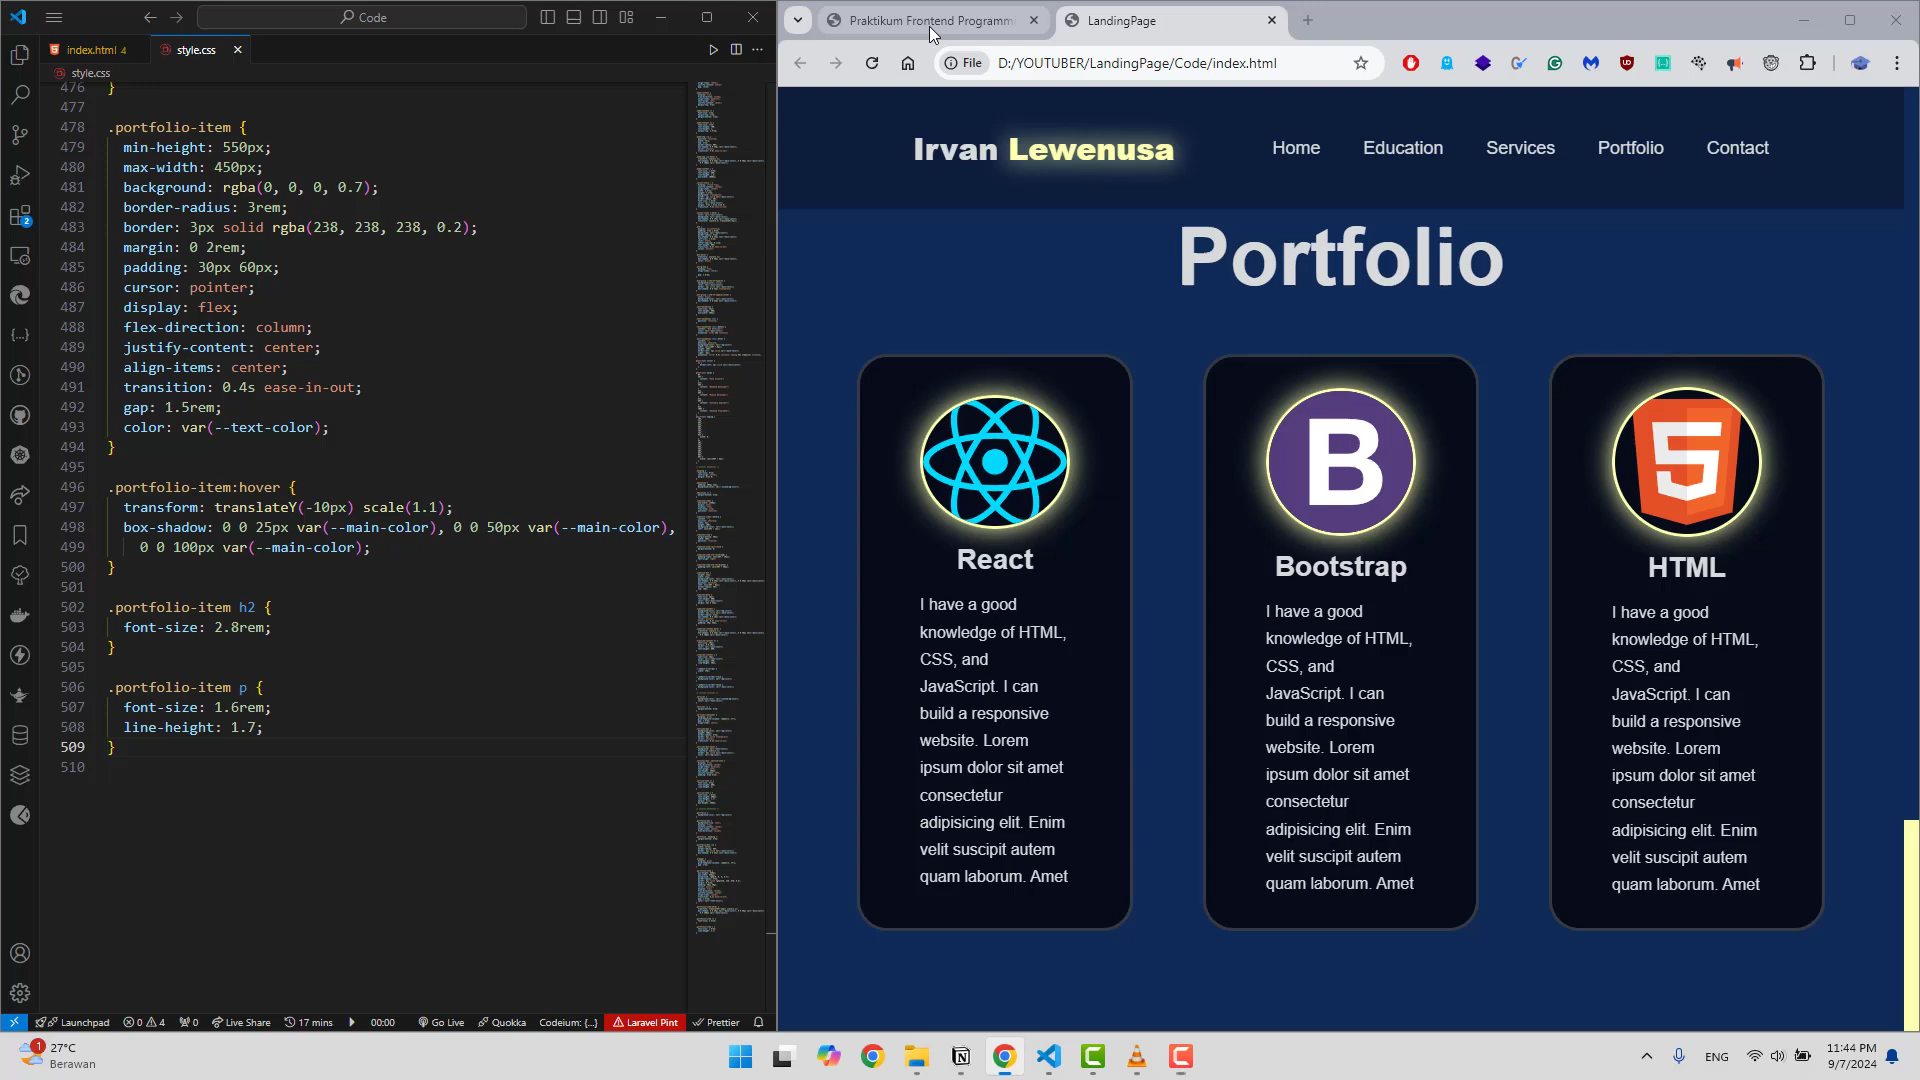 Code
index.html 4
style.css
style.css
476 }
477
478 .portfolio-item {
479 min-height: 550px;
480 max-width: 450px;
481 background: rgba(0, 0, 0, 0.7);
482 border-radius: 3rem;
483 border: 3px solid rgba(238, 238, 238, 0.2);
484 margin: 0 2rem;
485 padding: 30px 60px;
486 cursor: pointer;
487 display: flex;
488 flex-direction: column;
489 justify-content: center;
490 align-items: center;
491 transition: 0.4s ease-in-out;
492 gap: 1.5rem;
493 color: var(--text-color);
494 }
495
496 .portfolio-item:hover {
497 transform: translateY(-10px) scale(1.1);
498 box-shadow: 0 0 25px var(--main-color), 0 0 50px var(--main-color),
499 0 0 100px var(--main-color);
500 }
501
502 .portfolio-item h2 {
503 font-size: 2.8rem;
504 }
505
506 .portfolio-item p {
507 font-size: 1.6rem;
508 line-height: 1.7;
509 }
510
2
Launchpad 0 4 0 Live Share 17 mins 00:00 Go Live Quokka Codeium: {...} Laravel Pint Prettier
Praktikum Frontend Programm
LandingPage
File D:/YOUTUBER/LandingPage/Code/index.html
Irvan Lewenusa
Home Education Services Portfolio Contact
Portfolio
React
I have a good
knowledge of HTML,
CSS, and
JavaScript. I can
build a responsive
website. Lorem
ipsum dolor sit amet
consectetur
adipisicing elit. Enim
velit suscipit autem
quam laborum. Amet
B
Bootstrap
I have a good
knowledge of HTML,
CSS, and
JavaScript. I can
build a responsive
website. Lorem
ipsum dolor sit amet
consectetur
adipisicing elit. Enim
velit suscipit autem
quam laborum. Amet
5
HTML
I have a good
knowledge of HTML,
CSS, and
JavaScript. I can
build a responsive
website. Lorem
ipsum dolor sit amet
consectetur
adipisicing elit. Enim
velit suscipit autem
quam laborum. Amet
1
27°C
Berawan
ENG
11:44 PM
9/7/2024